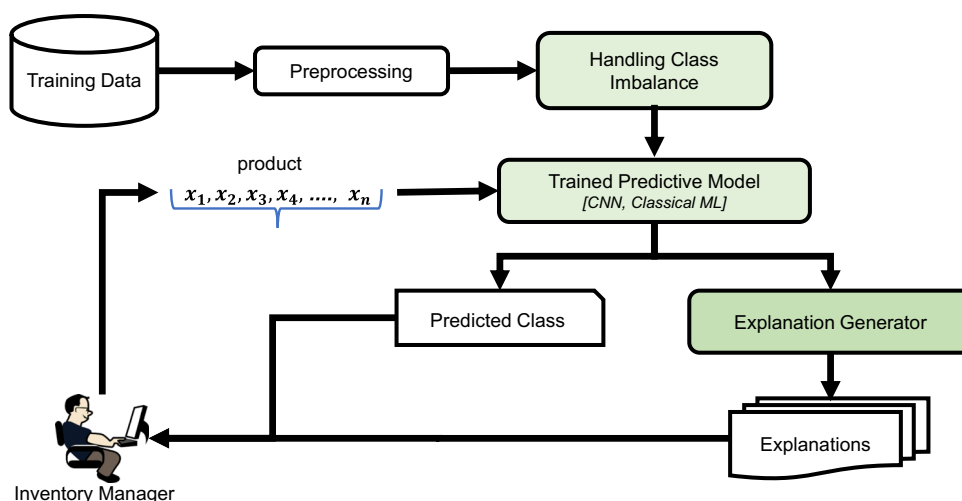 Training Data
Preprocessing
Handling Class
Imbalance
product
x₁, x₂, x₃, x₄, ...., xₙ
Trained Predictive Model
[CNN, Classical ML]
Predicted Class
Explanation Generator
Explanations
Inventory Manager